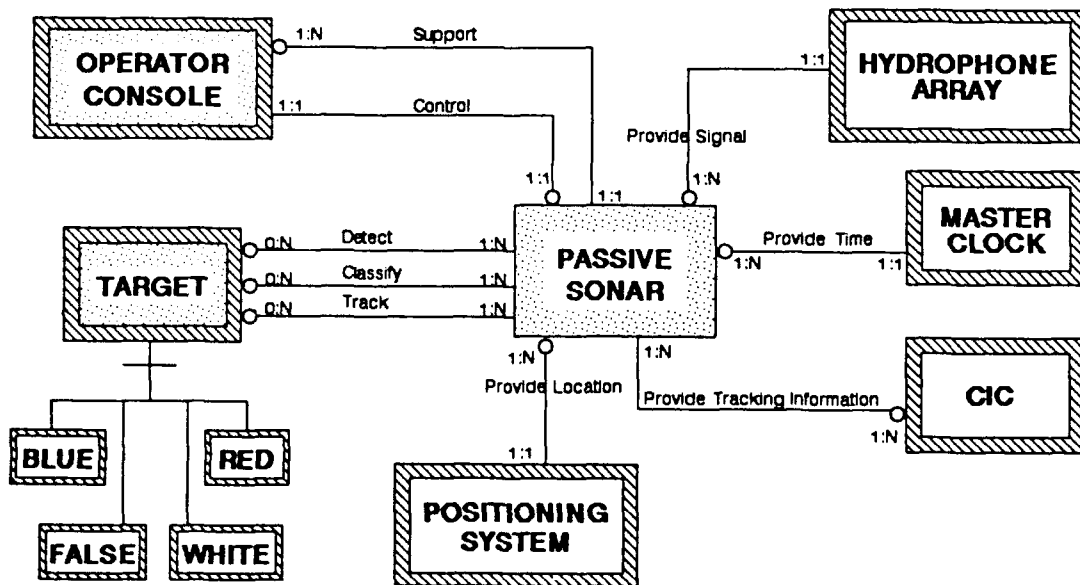 OPERATOR
CONSOLE
1:N
Support
1:1
Control
1:1
1:1
HYDROPHONE
ARRAY
1:1
Provide Signal
1:N
MASTER
CLOCK
Provide Time
1:N
1:1
TARGET
0:N
Detect
1:N
0:N
Classify
1:N
0:N
Track
1:N
PASSIVE
SONAR
1:N
Provide Location
1:1
1:N
Provide Tracking Information
1:N
CIC
BLUE
RED
FALSE
WHITE
POSITIONING
SYSTEM